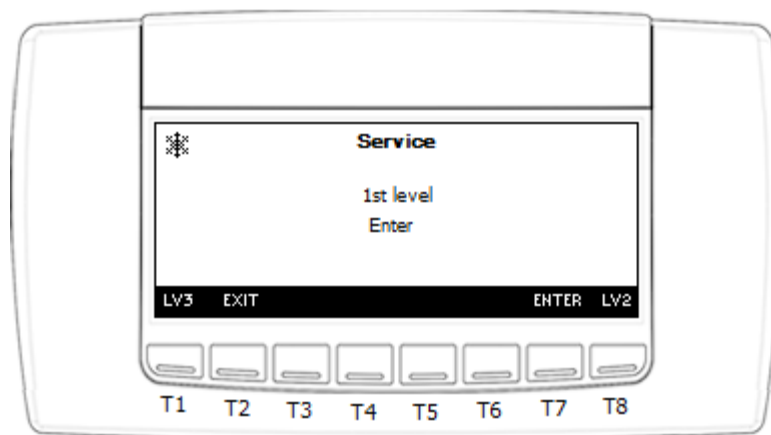 Service
1st level
Enter
LV3 EXIT ENTER LV2
T1 T2 T3 T4 T5 T6 T7 T8